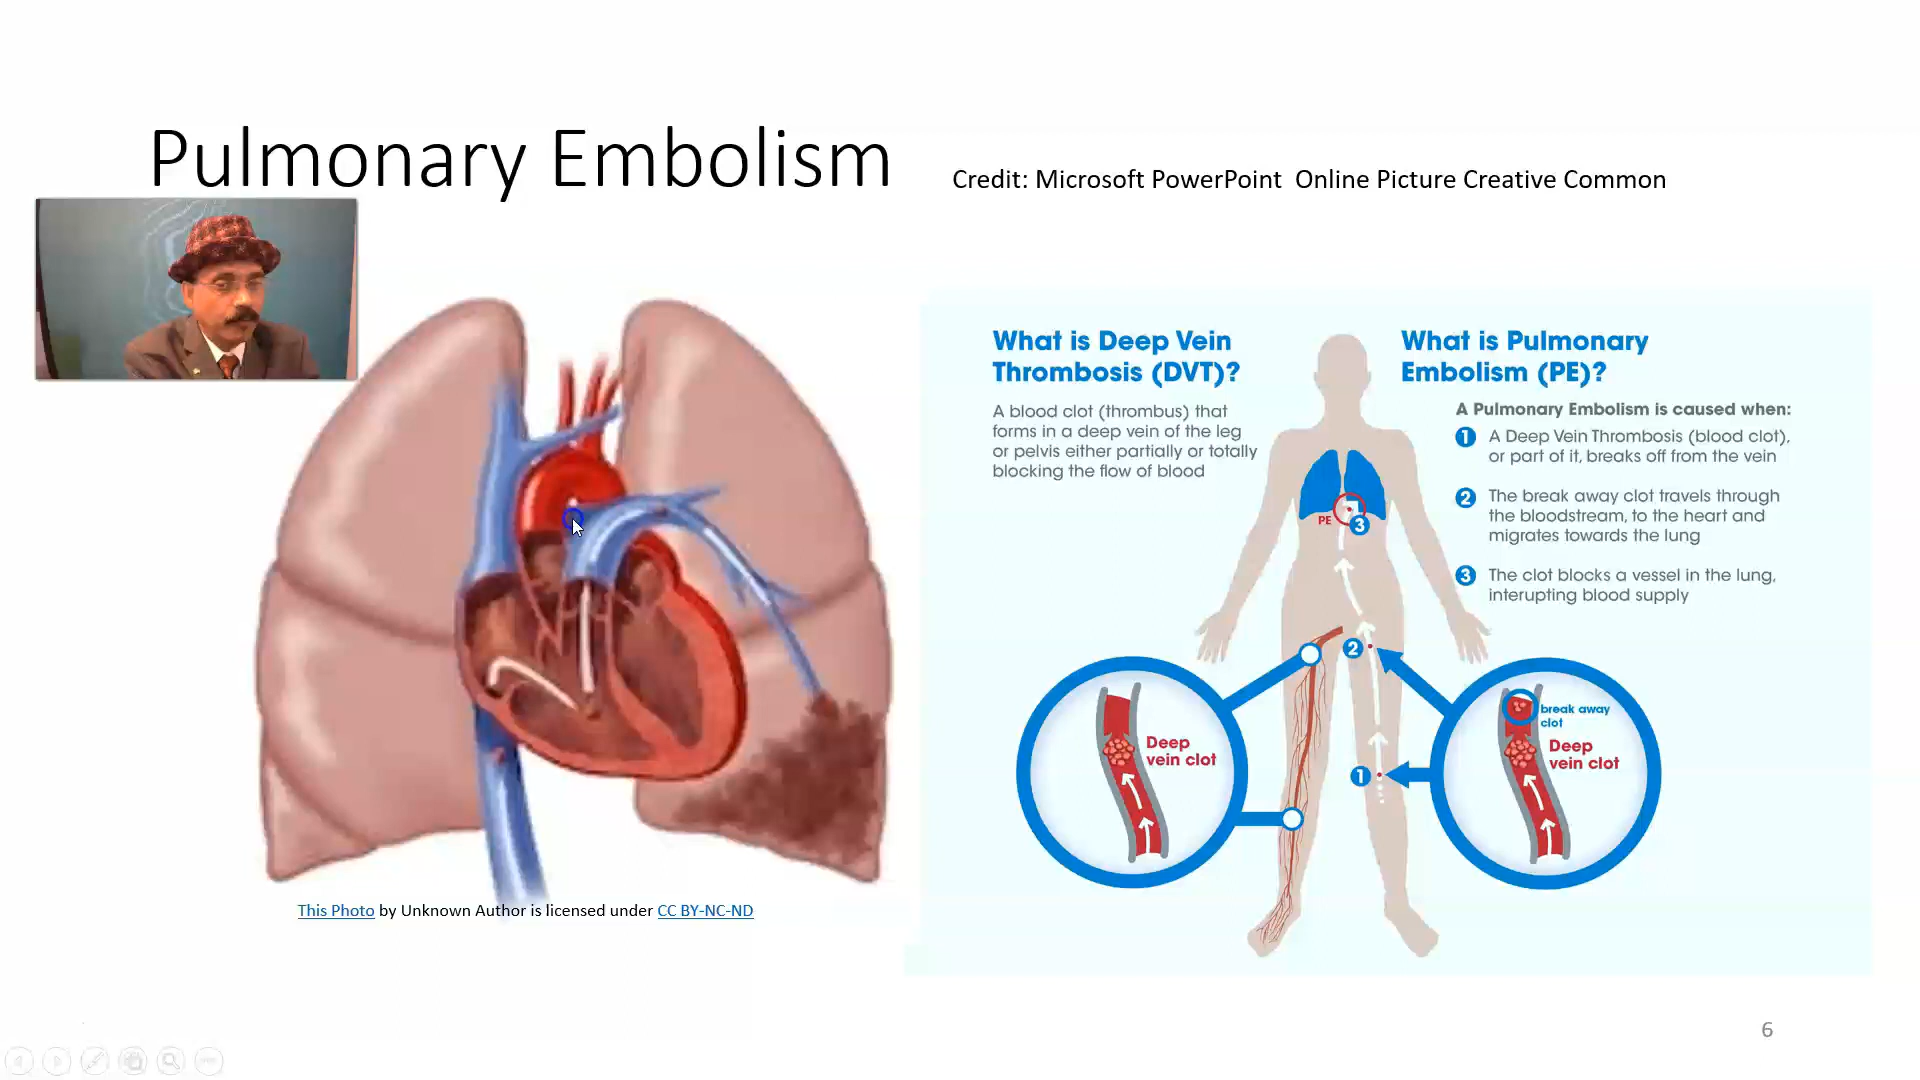 Pulmonary Embolism
Credit: Microsoft PowerPoint  Online Picture Creative Common
What is Deep Vein
Thrombosis (DVT)?
A blood clot (thrombus) that
forms in a deep vein of the leg
or pelvis either partially or totally
blocking the flow of blood
What is Pulmonary
Embolism (PE)?
A Pulmonary Embolism is caused when:
1 A Deep Vein Thrombosis (blood clot),
or part of it, breaks off from the vein
2 The break away clot travels through
the bloodstream, to the heart and
migrates towards the lung
3 The clot blocks a vessel in the lung,
interupting blood supply
PE
3
2
1
Deep
vein clot
break away
clot
Deep
vein clot
This Photo by Unknown Author is licensed under CC BY-NC-ND
6